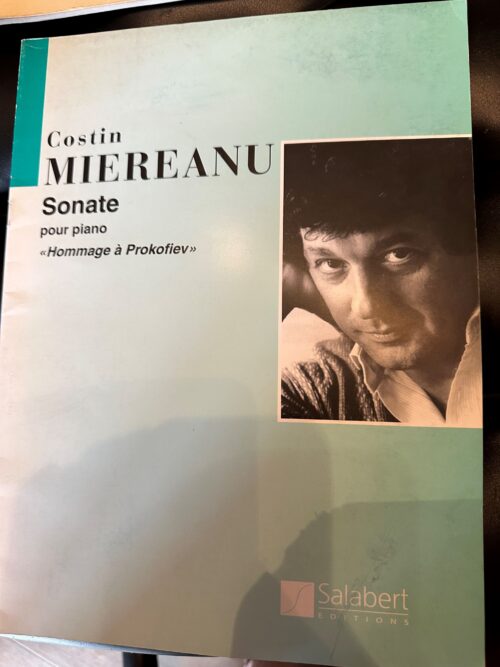 Costin
MIEREANU
Sonate
pour piano
«Hommage à Prokofiev»
Salabert
EDITIONS